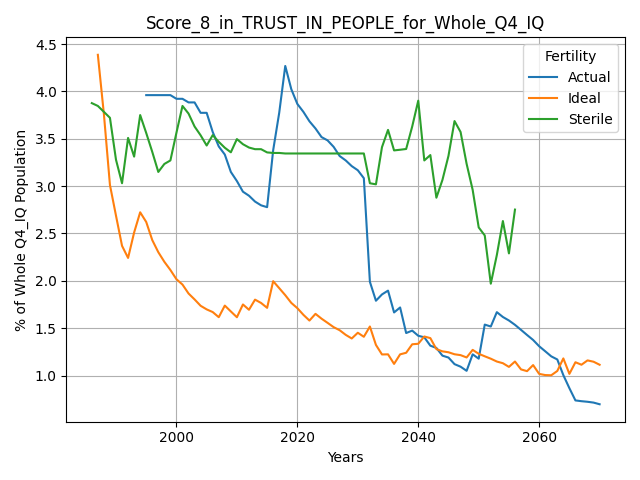 Score_8_in_TRUST_IN_PEOPLE_for_Whole_Q4_IQ
% of Whole Q4_IQ Population
4.5
4.0
3.5
3.0
2.5
2.0
1.5
1.0
Fertility
Actual
Ideal
Sterile
2000
2020
2040
2060
Years